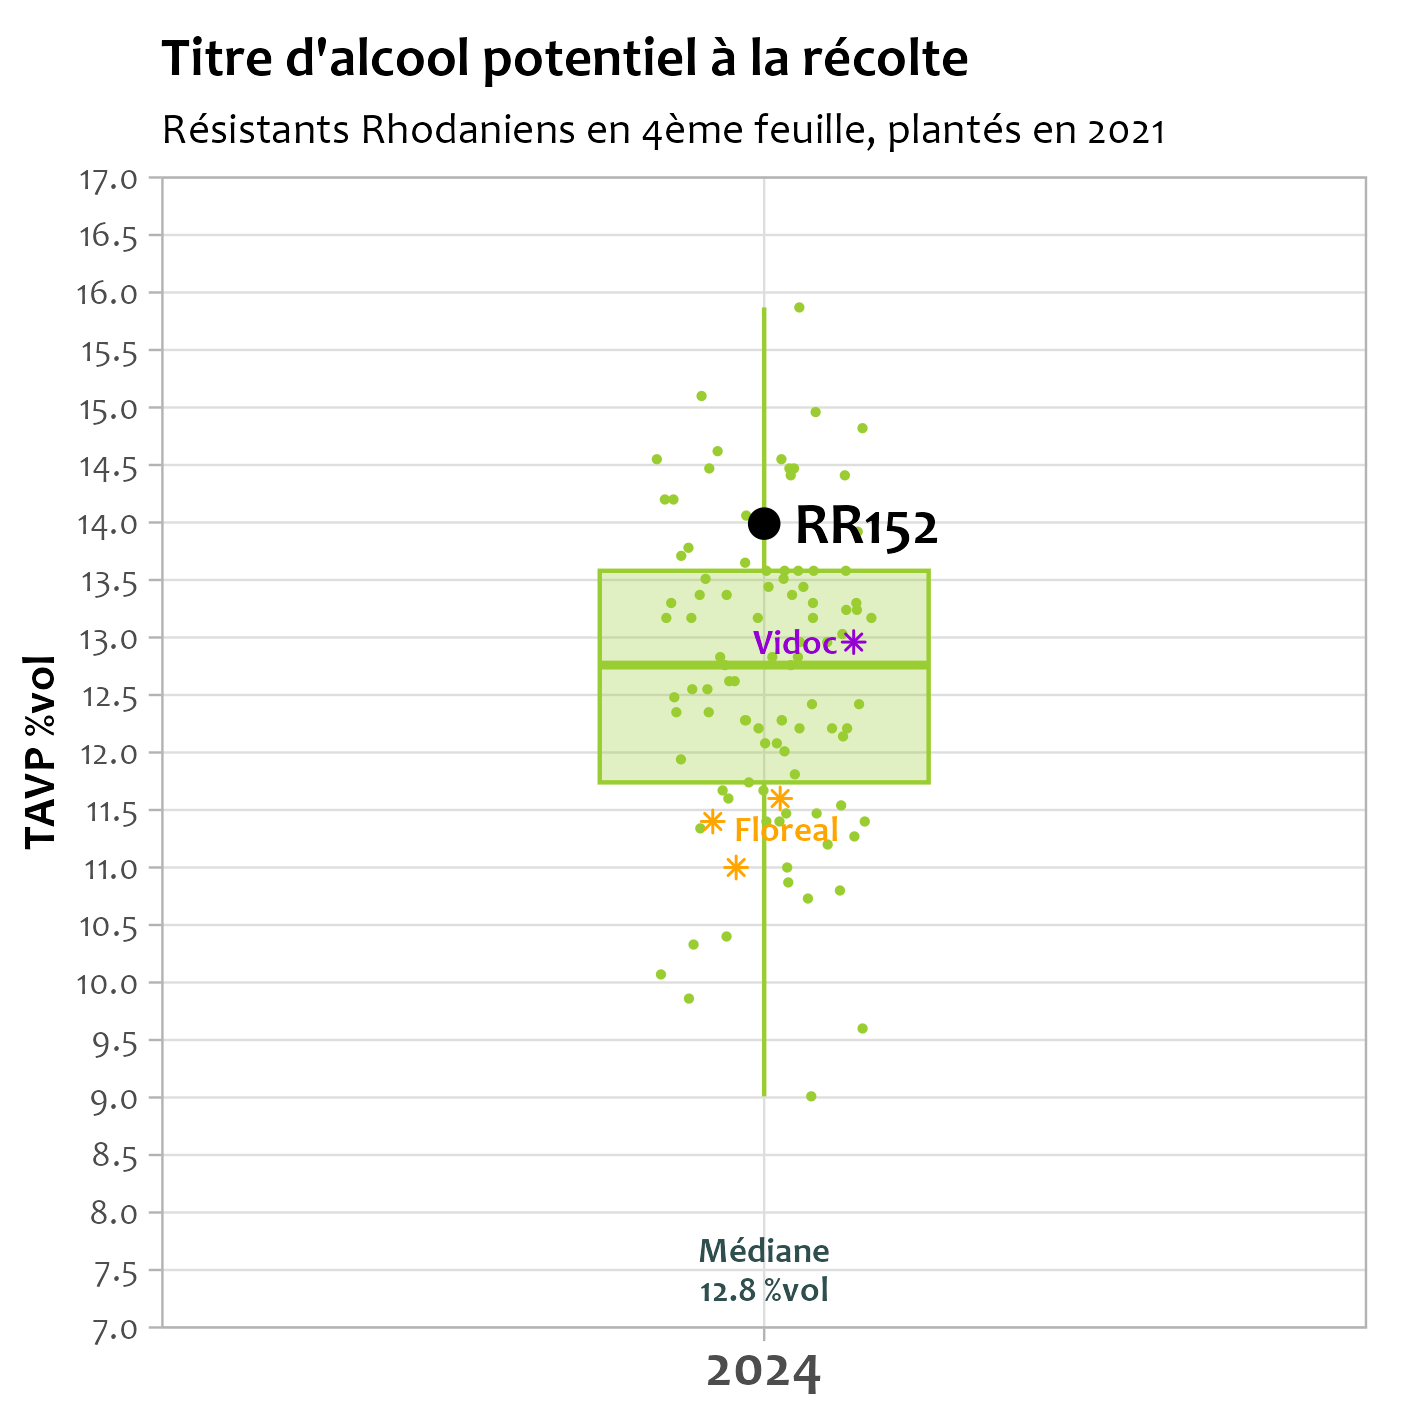 Titre d'alcool potentiel à la récolte
Résistants Rhodaniens en 4ème feuille, plantés en 2021
TAVP %vol
17.0
16.5
16.0
15.5
15.0
14.5
14.0
13.5
13.0
12.5
12.0
11.5
11.0
10.5
10.0
9.5
9.0
8.5
8.0
7.5
7.0
RR152
Vidoc
Floreal
Médiane
12.8 %vol
2024